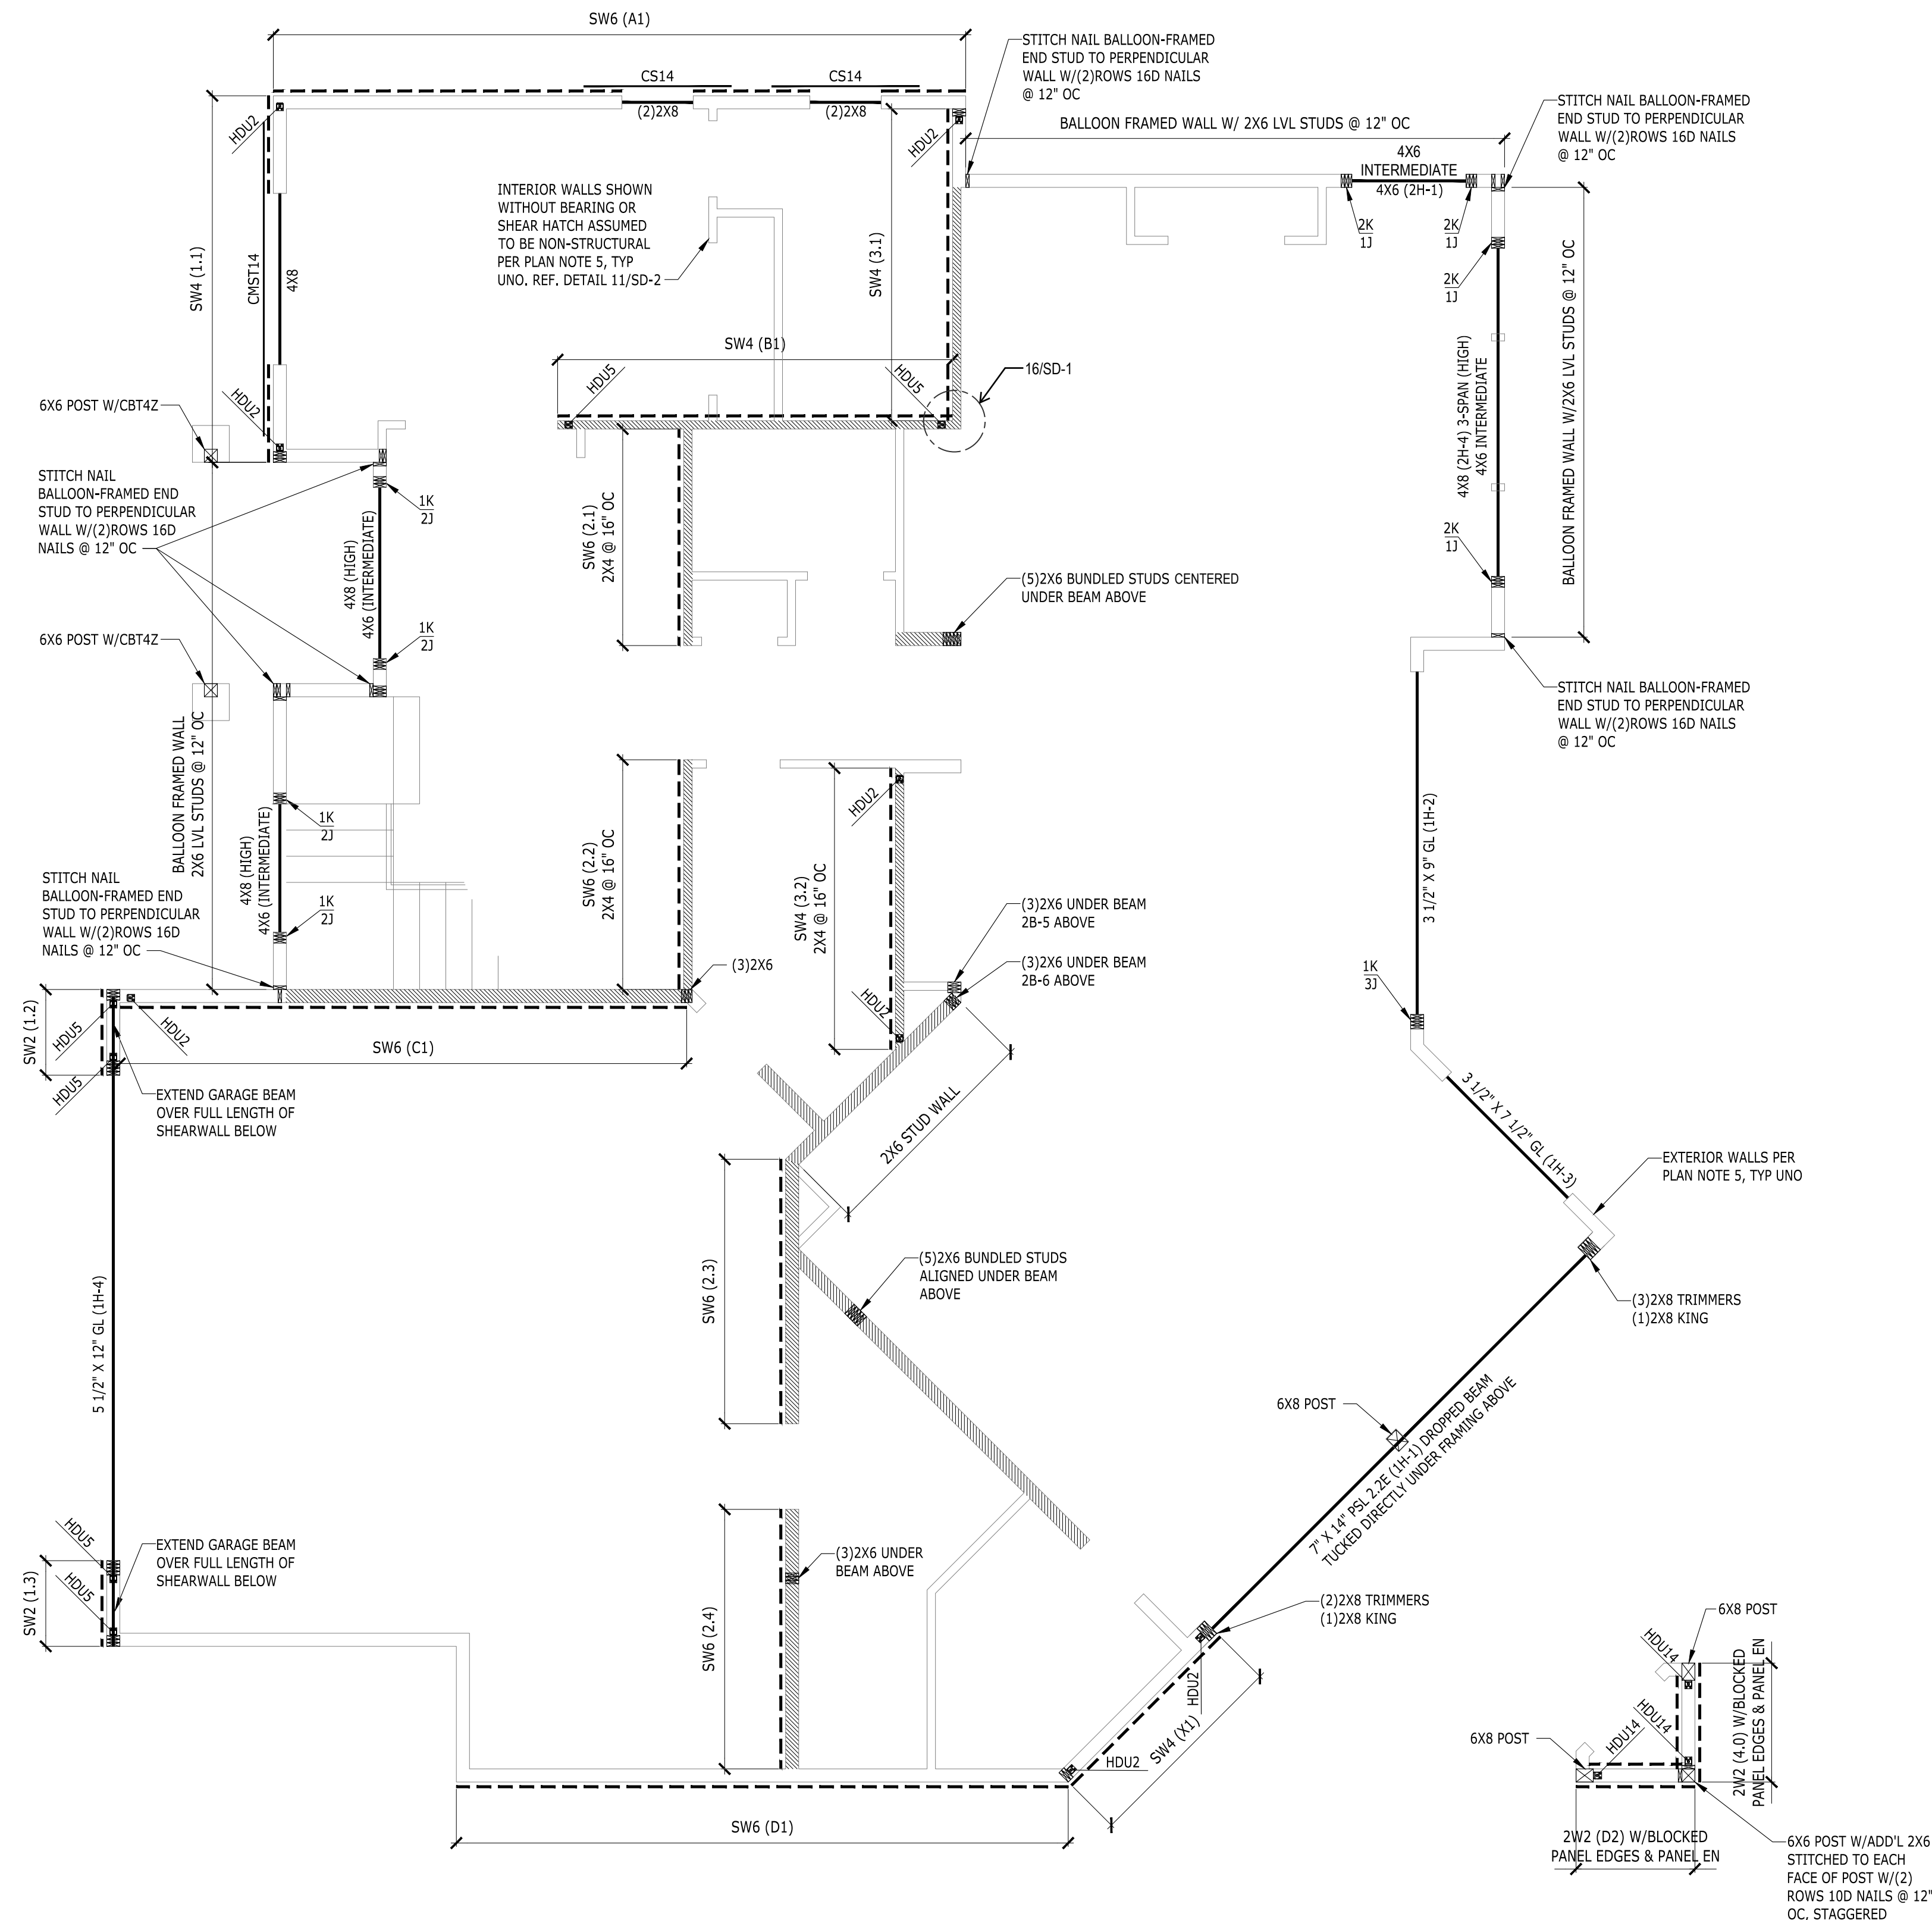 SW6 (A1)
STITCH NAIL BALLOON-FRAMED
END STUD TO PERPENDICULAR
WALL W/(2)ROWS 16D NAILS
@ 12" OC
CS14
CS14
(2)2X8
(2)2X8
HDU2
HDU2
BALLOON FRAMED WALL W/ 2X6 LVL STUDS @ 12" OC
STITCH NAIL BALLOON-FRAMED
END STUD TO PERPENDICULAR
WALL W/(2)ROWS 16D NAILS
@ 12" OC
4X6
INTERMEDIATE
4X6 (2H-1)
2K
1J
2K
1J
2K
1J
INTERIOR WALLS SHOWN
WITHOUT BEARING OR
SHEAR HATCH ASSUMED
TO BE NON-STRUCTURAL
PER PLAN NOTE 5, TYP
UNO. REF. DETAIL 11/SD-2
SW4 (1.1)
CMST14
4X8
SW4 (3.1)
SW4 (B1)
HDU5
HDU5
16/SD-1
BALLOON FRAMED WALL W/2X6 LVL STUDS @ 12" OC
4X8 (2H-4) 3-SPAN (HIGH)
4X6 INTERMEDIATE
6X6 POST W/CBT4Z
HDU2
STITCH NAIL
BALLOON-FRAMED END
STUD TO PERPENDICULAR
WALL W/(2)ROWS 16D
NAILS @ 12" OC
1K
2J
4X8 (HIGH)
4X6 (INTERMEDIATE)
SW6 (2.1)
2X4 @ 16" OC
2K
1J
(5)2X6 BUNDLED STUDS CENTERED
UNDER BEAM ABOVE
6X6 POST W/CBT4Z
1K
2J
STITCH NAIL BALLOON-FRAMED
END STUD TO PERPENDICULAR
WALL W/(2)ROWS 16D NAILS
@ 12" OC
BALLOON FRAMED WALL
2X6 LVL STUDS @ 12" OC
1K
2J
4X8 (HIGH)
4X6 (INTERMEDIATE)
1K
2J
SW6 (2.2)
2X4 @ 16" OC
HDU2
SW4 (3.2)
2X4 @ 16" OC
3 1/2" X 9" GL (1H-2)
STITCH NAIL
BALLOON-FRAMED END
STUD TO PERPENDICULAR
WALL W/(2)ROWS 16D
NAILS @ 12" OC
(3)2X6 UNDER BEAM
2B-5 ABOVE
(3)2X6 UNDER BEAM
2B-6 ABOVE
(3)2X6
1K
3J
HDU2
SW2 (1.2)
HDU5
HDU2
HDU5
SW6 (C1)
EXTEND GARAGE BEAM
OVER FULL LENGTH OF
SHEARWALL BELOW
2X6 STUD WALL
3 1/2" X 7 1/2" GL (1H-3)
EXTERIOR WALLS PER
PLAN NOTE 5, TYP UNO
5 1/2" X 12" GL (1H-4)
SW6 (2.3)
(5)2X6 BUNDLED STUDS
ALIGNED UNDER BEAM
ABOVE
(3)2X8 TRIMMERS
(1)2X8 KING
6X8 POST
7" X 14" PSL 2.2E (1H-1) DROPPED BEAM
TUCKED DIRECTLY UNDER FRAMING ABOVE
HDU5
HDU5
SW2 (1.3)
EXTEND GARAGE BEAM
OVER FULL LENGTH OF
SHEARWALL BELOW
(3)2X6 UNDER
BEAM ABOVE
SW6 (2.4)
(2)2X8 TRIMMERS
(1)2X8 KING
HDU2
HDU2
SW4 (X1)
SW6 (D1)
6X8 POST
HDU14
HDU14
HDU14
6X8 POST
2W2 (4.0) W/BLOCKED
PANEL EDGES & PANEL EN
2W2 (D2) W/BLOCKED
PANEL EDGES & PANEL EN
6X6 POST W/ADD'L 2X6
STITCHED TO EACH
FACE OF POST W/(2)
ROWS 10D NAILS @ 12"
OC, STAGGERED